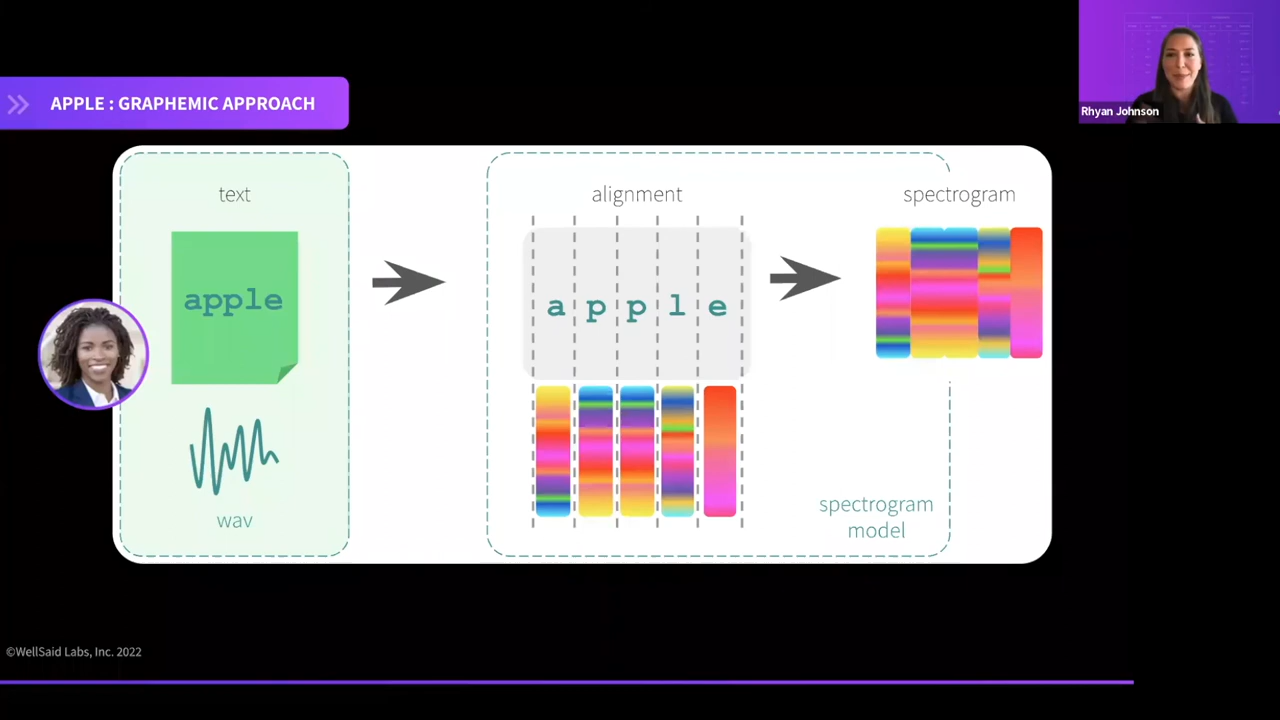 APPLE : GRAPHEMIC APPROACH
Rhyan Johnson
text
alignment
spectrogram
apple
a p p l e
wav
spectrogram
model
©WellSaid Labs, Inc. 2022